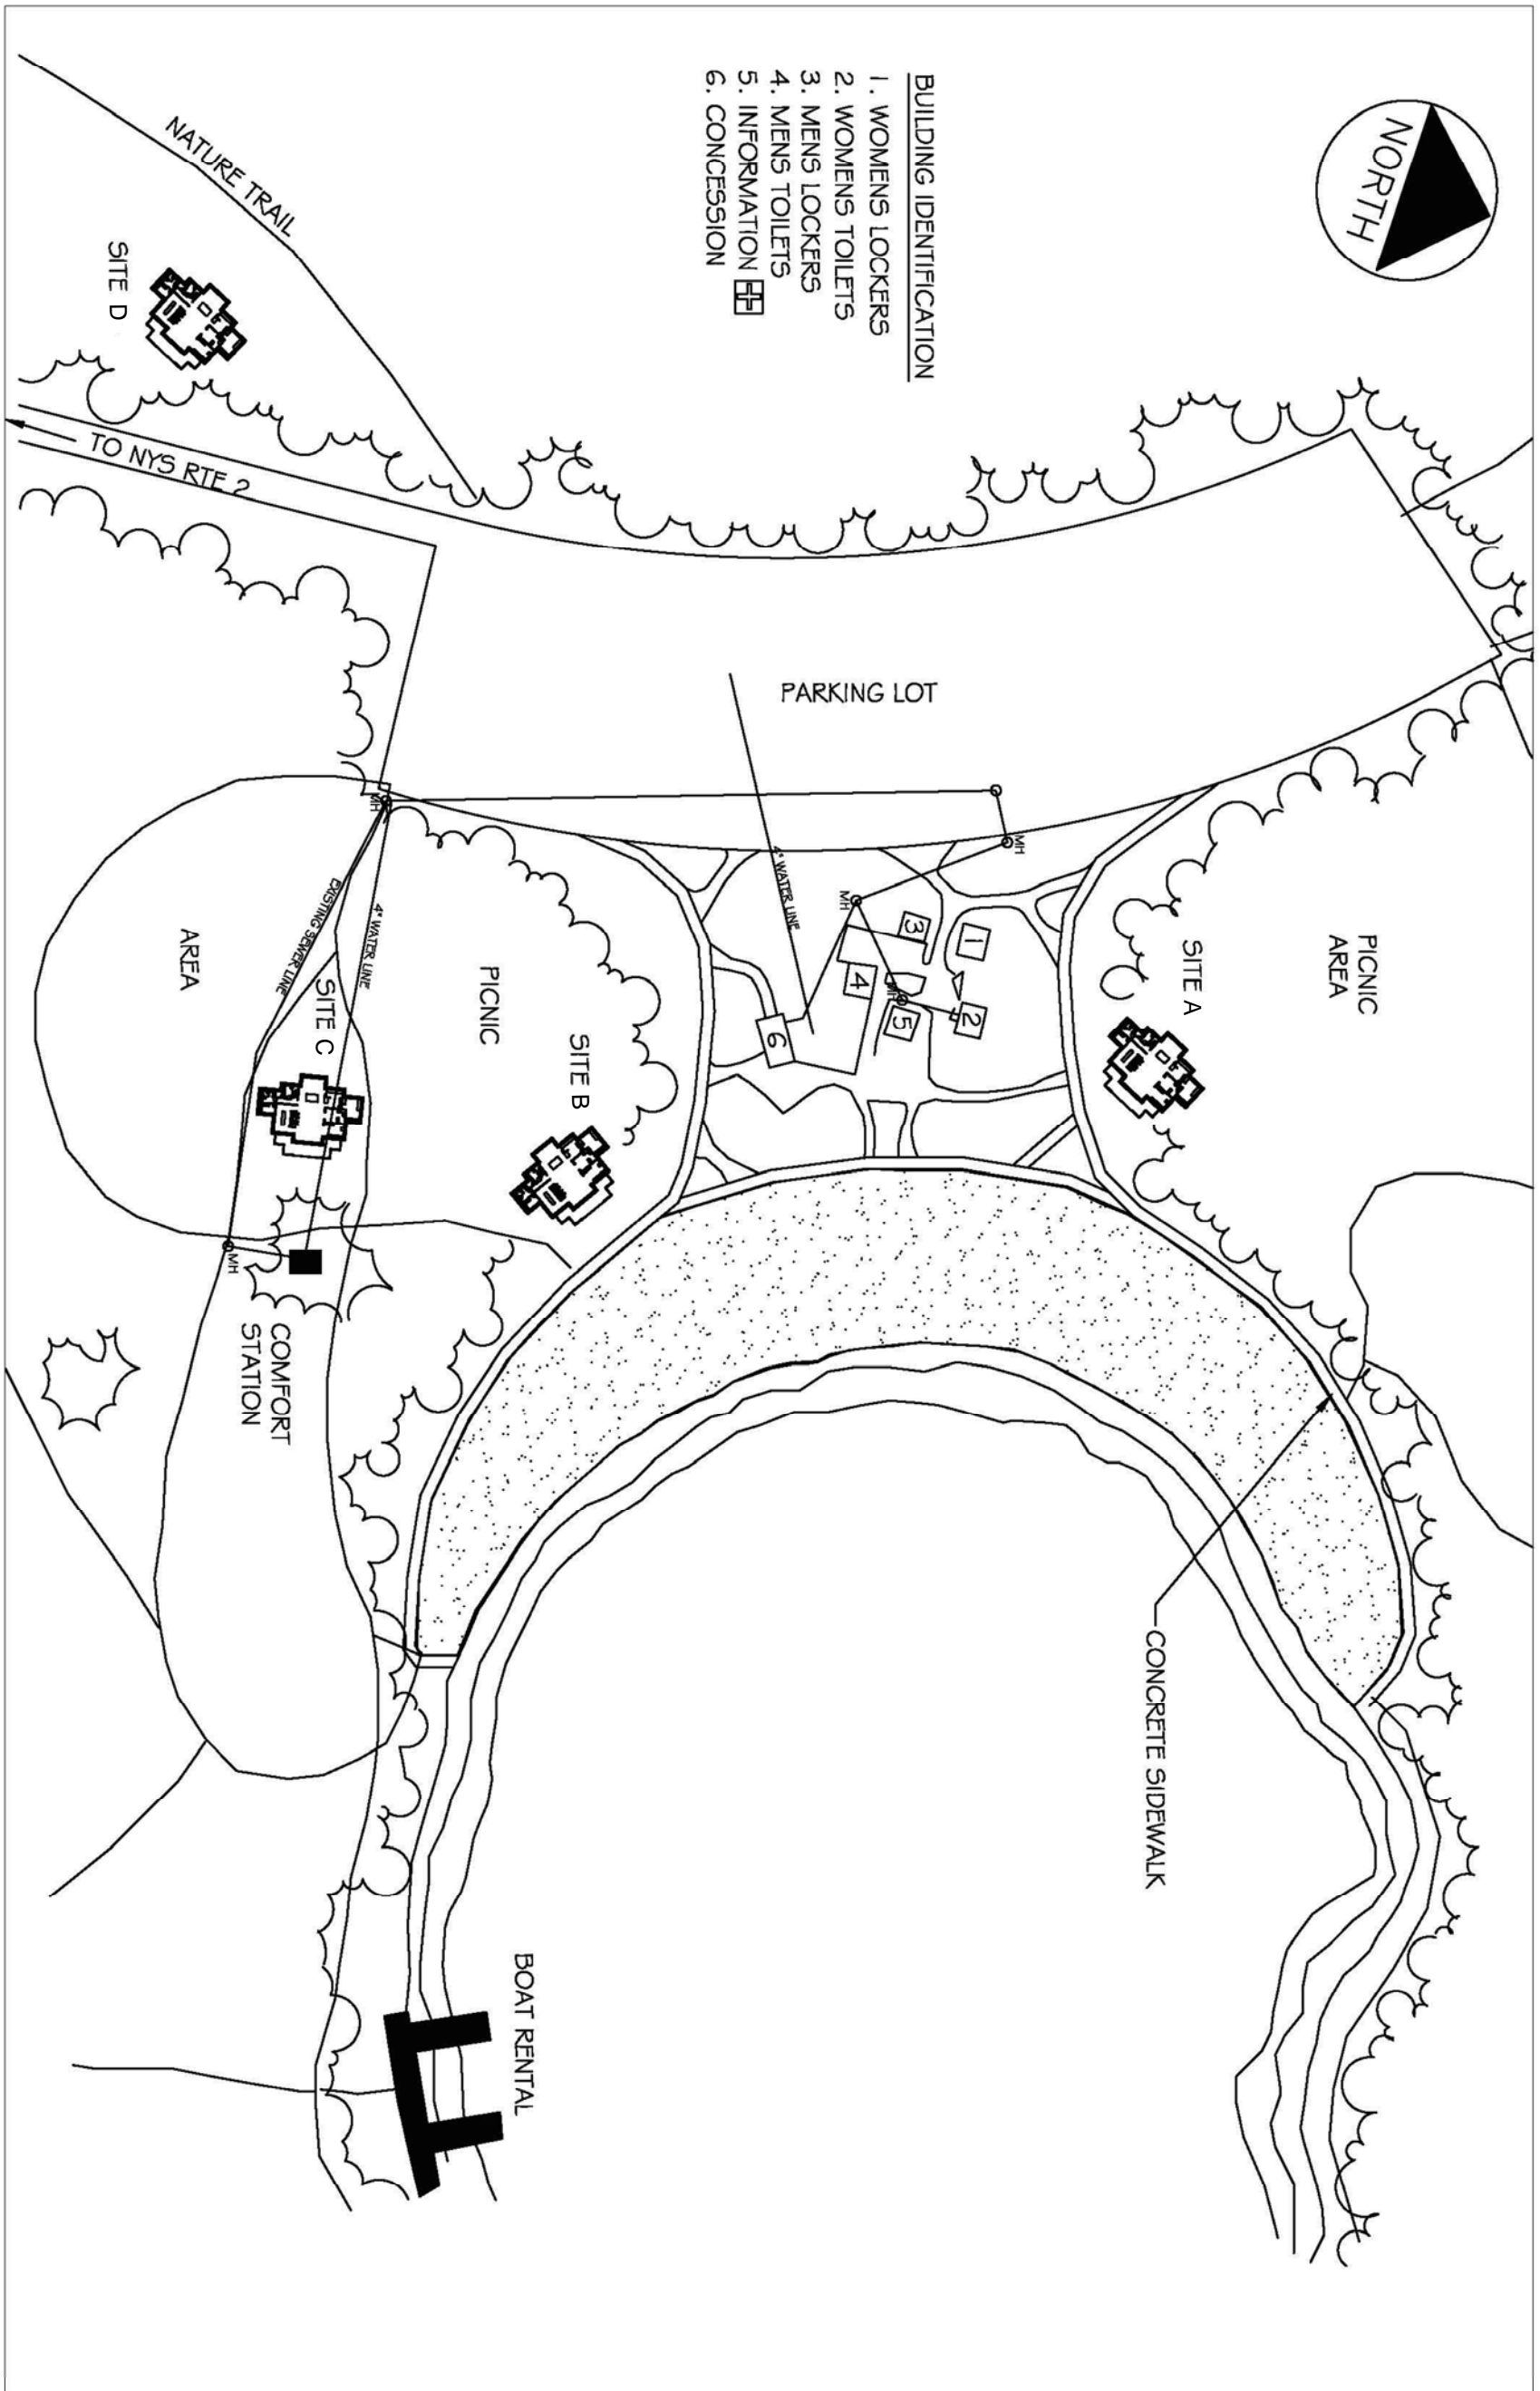 NORTH
BUILDING IDENTIFICATION
1. WOMENS LOCKERS
2. WOMENS TOILETS
3. MENS LOCKERS
4. MENS TOILETS
5. INFORMATION
6. CONCESSION
NATURE TRAIL
SITE D
TO NYS RTE 2
PARKING LOT
PICNIC
AREA
SITE A
MH
MH
4" WATER LINE
1
2
3
4
MH
5
6
MH
EXISTING SEWER LINE
4" WATER LINE
SITE B
PICNIC
SITE C
AREA
MH
COMFORT
STATION
CONCRETE SIDEWALK
BOAT RENTAL